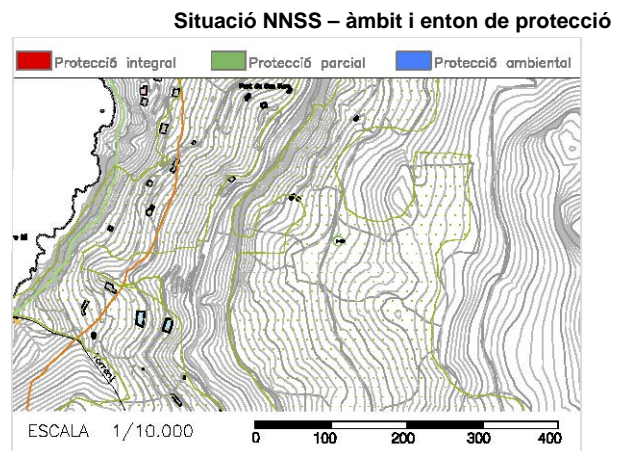 Situació NNSS – àmbit i enton de protecció
Protecció integral Protecció parcial Protecció ambiental
Torrent
ESCALA 1/10.000
0 100 200 300 400